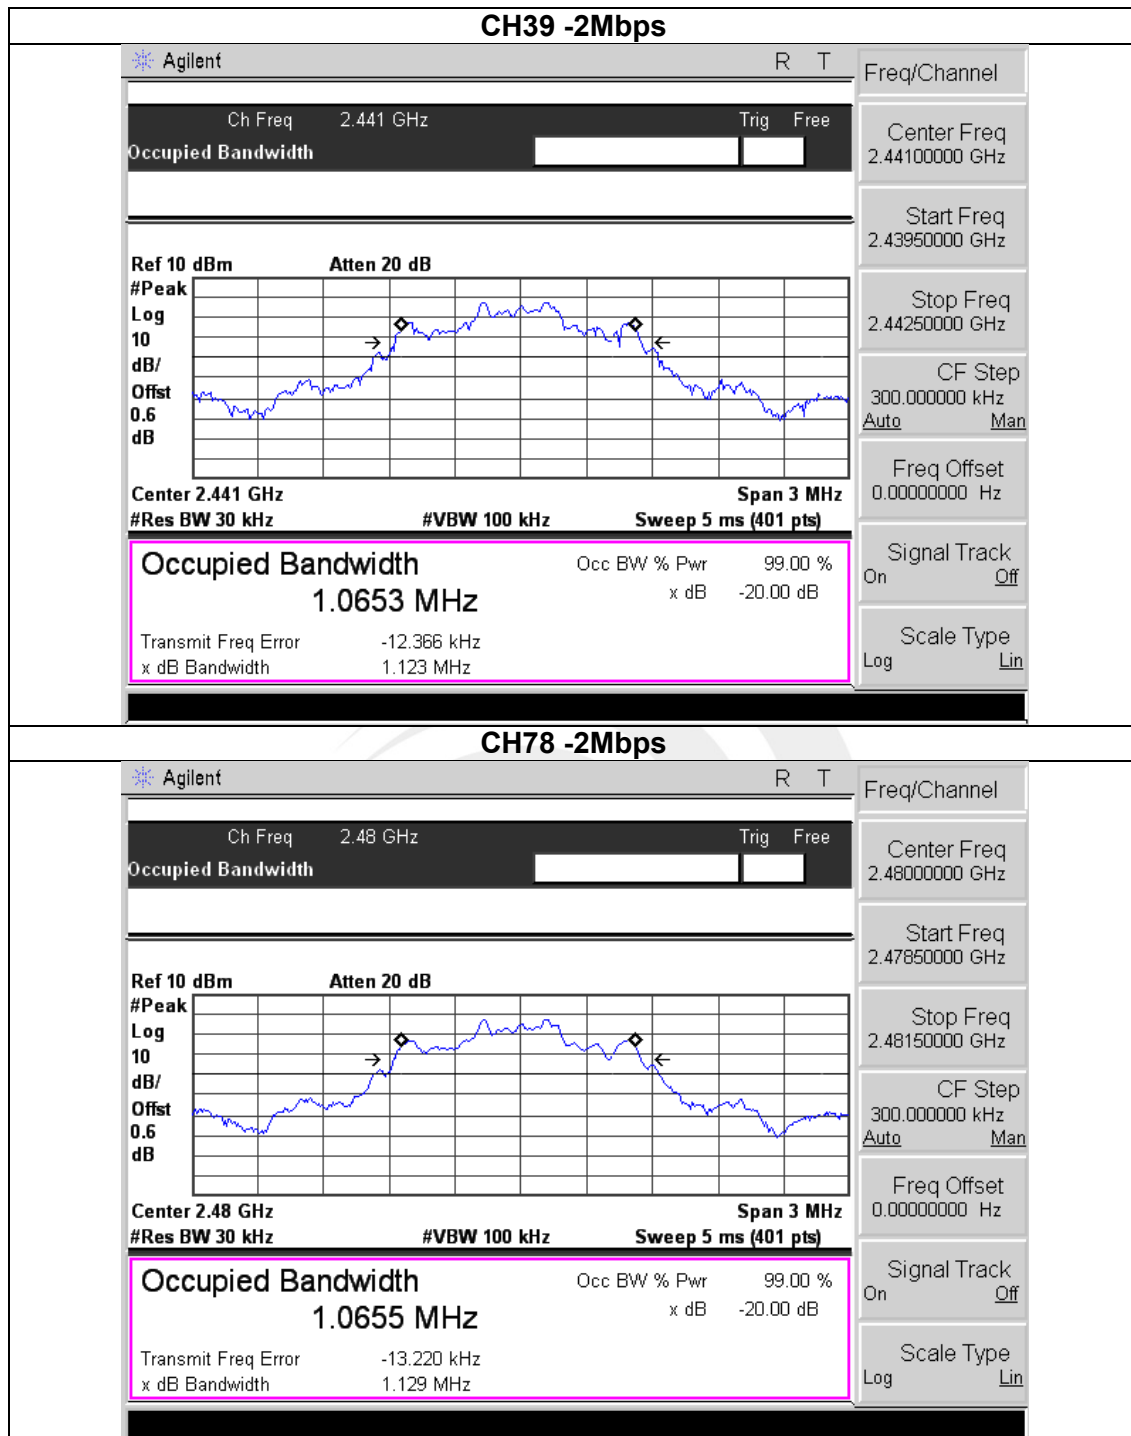 CH39 -2Mbps
Agilent R T
Freq/Channel
Ch Freq 2.441 GHz Trig Free
Occupied Bandwidth
Center Freq
2.44100000 GHz
Start Freq
2.43950000 GHz
Stop Freq
2.44250000 GHz
CF Step
300.000000 kHz
Auto Man
Freq Offset
0.00000000 Hz
Signal Track
On Off
Scale Type
Log Lin
Ref 10 dBm Atten 20 dB
#Peak
Log
10
dB/
Offst
0.6
dB
Center 2.441 GHz Span 3 MHz
#Res BW 30 kHz #VBW 100 kHz Sweep 5 ms (401 pts)
Occupied Bandwidth Occ BW % Pwr 99.00 %
1.0653 MHz x dB -20.00 dB
Transmit Freq Error -12.366 kHz
x dB Bandwidth 1.123 MHz
CH78 -2Mbps
Agilent R T
Freq/Channel
Ch Freq 2.48 GHz Trig Free
Occupied Bandwidth
Center Freq
2.48000000 GHz
Start Freq
2.47850000 GHz
Stop Freq
2.48150000 GHz
CF Step
300.000000 kHz
Auto Man
Freq Offset
0.00000000 Hz
Signal Track
On Off
Scale Type
Log Lin
Ref 10 dBm Atten 20 dB
#Peak
Log
10
dB/
Offst
0.6
dB
Center 2.48 GHz Span 3 MHz
#Res BW 30 kHz #VBW 100 kHz Sweep 5 ms (401 pts)
Occupied Bandwidth Occ BW % Pwr 99.00 %
1.0655 MHz x dB -20.00 dB
Transmit Freq Error -13.220 kHz
x dB Bandwidth 1.129 MHz